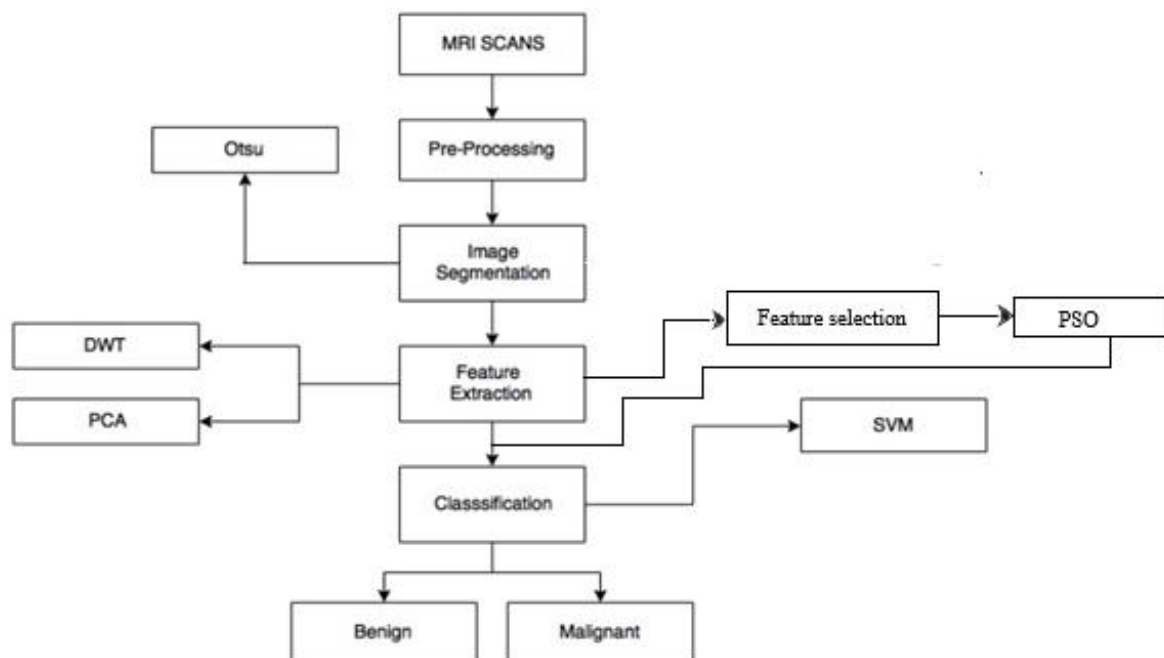 MRI SCANS
Otsu
Pre-Processing
Image
Segmentation
Feature selection
PSO
DWT
Feature
Extraction
PCA
SVM
Classsification
Benign
Malignant